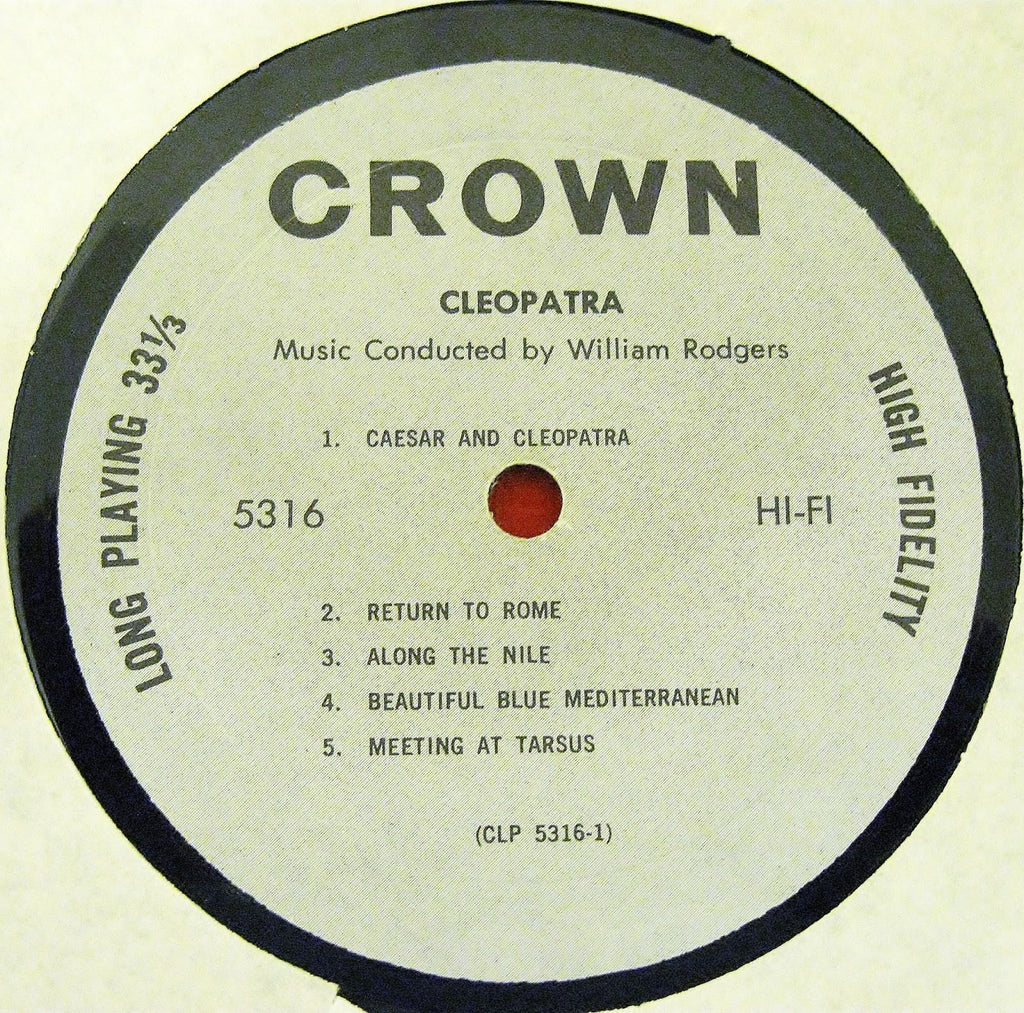 CROWN
CLEOPATRA
Music Conducted by William Rodgers
LONG PLAYING 33⅓
HIGH FIDELITY
1. CAESAR AND CLEOPATRA
5316
HI-FI
2. RETURN TO ROME
3. ALONG THE NILE
4. BEAUTIFUL BLUE MEDITERRANEAN
5. MEETING AT TARSUS
(CLP 5316-1)